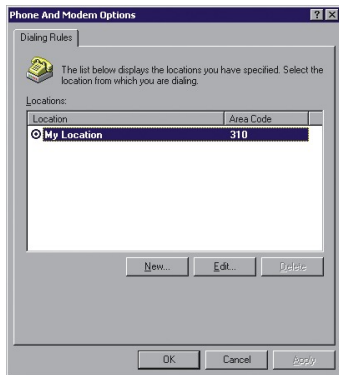 Phone And Modem Options
Dialing Rules
The list below displays the locations you have specified. Select the
location from which you are dialing.
Locations:
Location Area Code
My Location 310
New... Edit... Delete
OK Cancel Apply